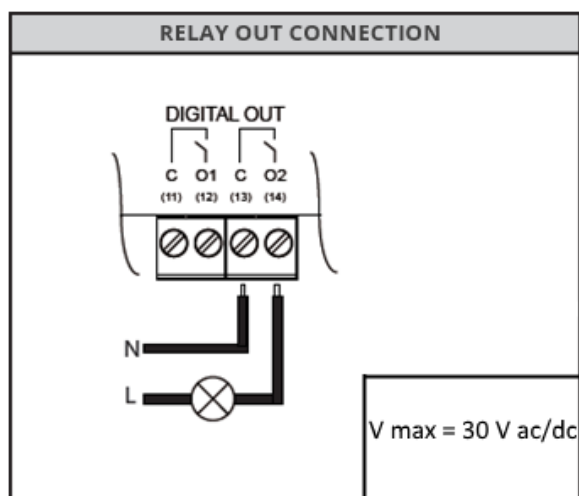 RELAY OUT CONNECTION
DIGITAL OUT
C O1 C O2
(11) (12) (13) (14)
N
L
V max = 30 V ac/dc